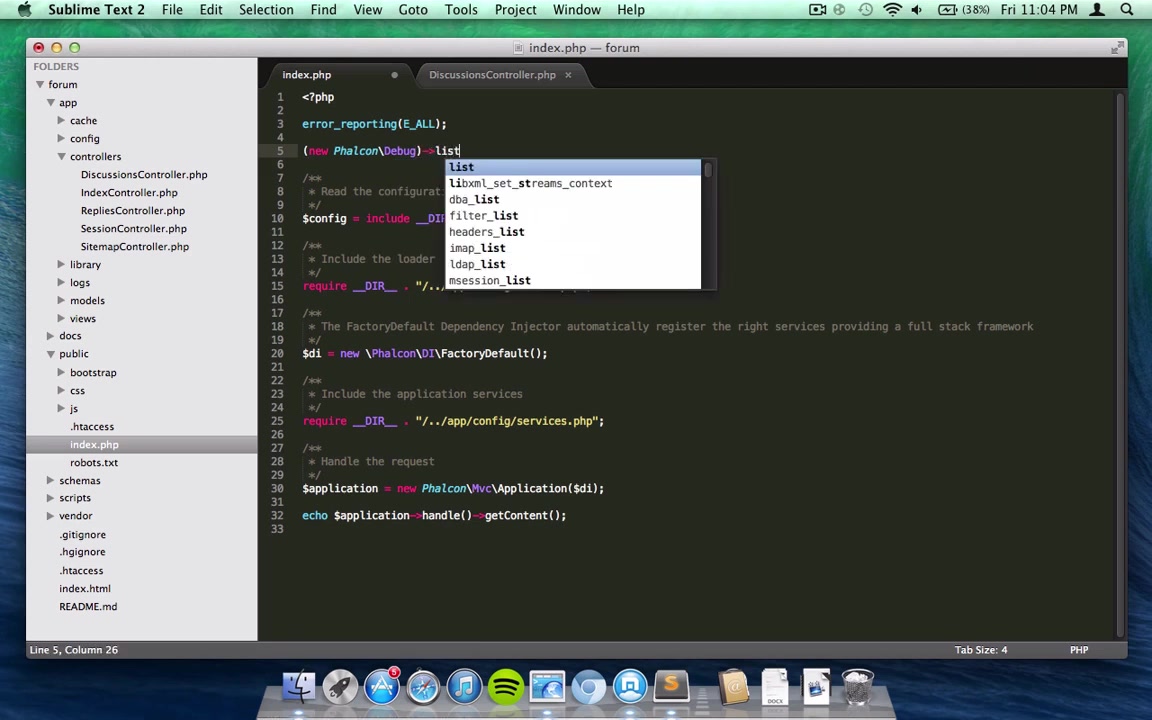 Sublime Text 2 File Edit Selection Find View Goto Tools Project Window Help (38%) Fri 11:04 PM
index.php — forum
FOLDERS
forum
app
cache
config
controllers
DiscussionsController.php
IndexController.php
RepliesController.php
SessionController.php
SitemapController.php
library
logs
models
views
docs
public
bootstrap
css
js
.htaccess
index.php
robots.txt
schemas
scripts
vendor
.gitignore
.hgignore
.htaccess
index.html
README.md
index.php DiscussionsController.php
1 <?php
2
3 error_reporting(E_ALL);
4
5 (new Phalcon\Debug)->list
list
libxml_set_streams_context
dba_list
filter_list
headers_list
imap_list
ldap_list
msession_list
6
7 /**
8 * Read the configurati
9 */
10 $config = include __DIR
11
12 /**
13 * Include the loader
14 */
15 require __DIR__ . "/..
16
17 /**
18 * The FactoryDefault Dependency Injector automatically register the right services providing a full stack framework
19 */
20 $di = new \Phalcon\DI\FactoryDefault();
21
22 /**
23 * Include the application services
24 */
25 require __DIR__ . "/../app/config/services.php";
26
27 /**
28 * Handle the request
29 */
30 $application = new Phalcon\Mvc\Application($di);
31
32 echo $application->handle()->getContent();
33
Line 5, Column 26 Tab Size: 4 PHP
5
DOCX